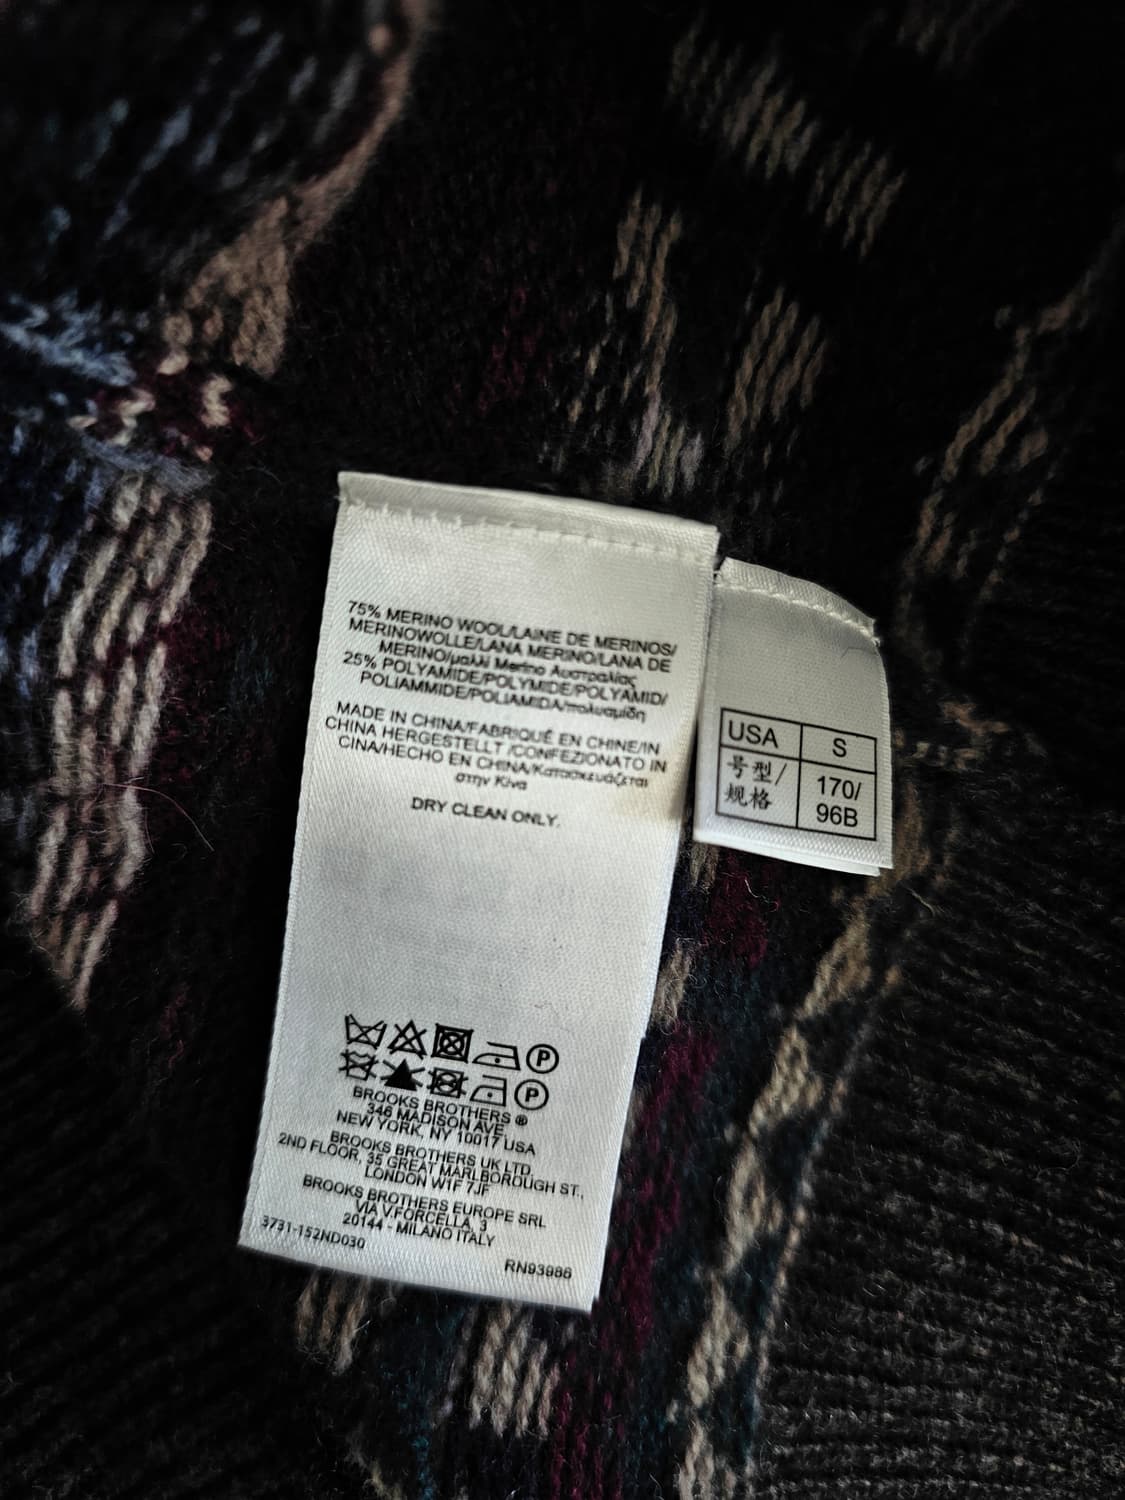 75% MERINO WOOL/LAINE DE MERINOS/
MERINOWOLLE/LANA MERINO/LANA DE
MERINO/μαλλί Merino Αυστραλίας
25% POLYAMIDE/POLYMIDE/POLYAMID/
POLIAMMIDE/POLIAMIDA/πολυαμίδη
MADE IN CHINA/FABRIQUÉ EN CHINE/IN
CHINA HERGESTELLT /CONFEZIONATO IN
CINA/HECHO EN CHINA/Κατασκευάζεται
στην Κίνα
DRY CLEAN ONLY.
P
P
BROOKS BROTHERS ®
346 MADISON AVE
NEW YORK, NY 10017 USA
BROOKS BROTHERS UK LTD.
2ND FLOOR, 35 GREAT MARLBOROUGH ST.,
LONDON W1F 7JF
BROOKS BROTHERS EUROPE SRL
VIA V/FORCELLA, 3
20144 - MILANO ITALY
3731-152ND030
RN93986
USA S
号型/
规格
170/
96B